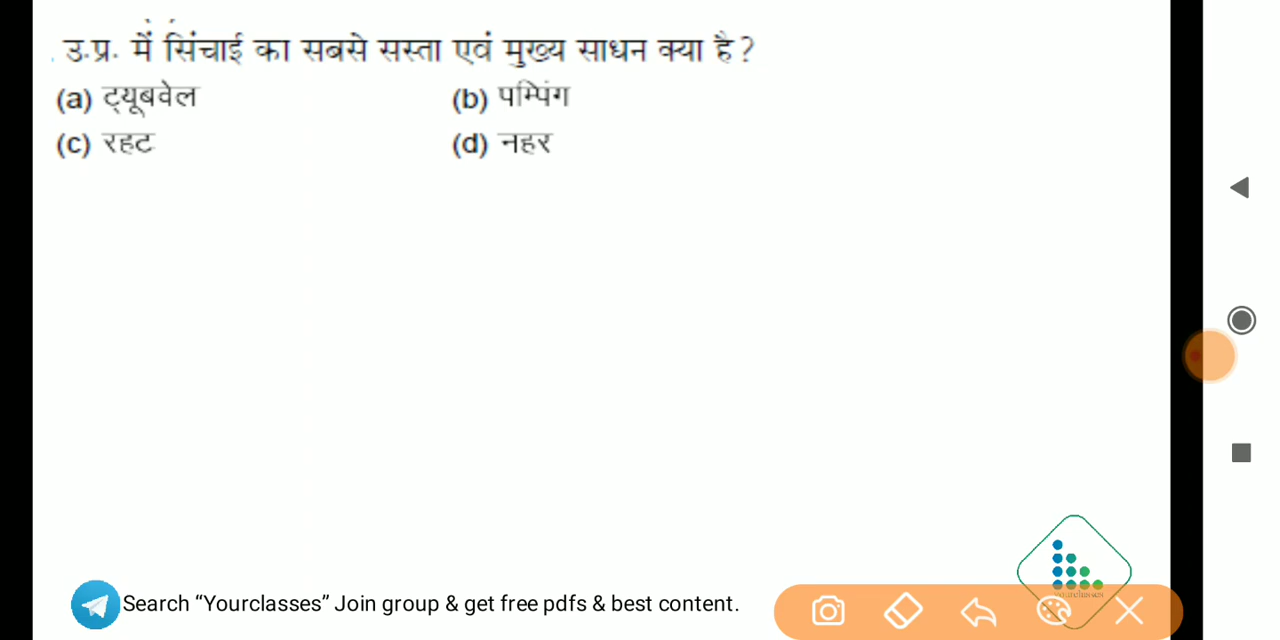 उ.प्र. में सिंचाई का सबसे सस्ता एवं मुख्य साधन क्या है?
(a) ट्यूबवेल (b) पम्पिंग
(c) रहट (d) नहर
Search “Yourclasses” Join group & get free pdfs & best content.